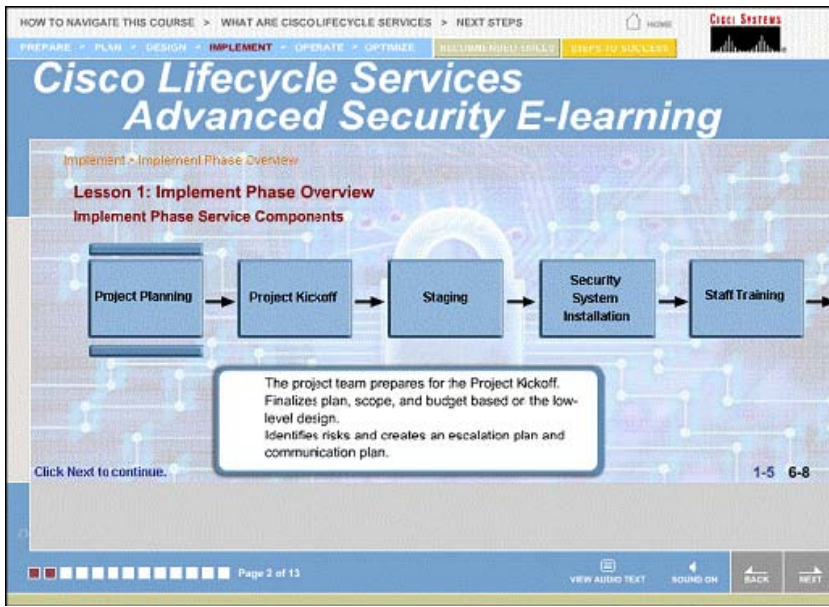 HOW TO NAVIGATE THIS COURSE > WHAT ARE CISCO LIFECYCLE SERVICES > NEXT STEPS
HOME
CISCO SYSTEMS
PREPARE PLAN DESIGN IMPLEMENT OPERATE OPTIMIZE
RECOMMENDED SKILLS
STEPS TO SUCCESS
Cisco Lifecycle Services
Advanced Security E-learning
Implement > Implement Phase Overview
Lesson 1: Implement Phase Overview
Implement Phase Service Components
Project Planning
Project Kickoff
Staging
Security
System
Installation
Staff Training
The project team prepares for the Project Kickoff.
Finalizes plan, scope, and budget based or the low-
level design.
Identifies risks and creates an escalation plan and
communication plan.
Click Next to continue.
1-5 6-8
Page 2 of 13
VIEW AUDIO TEXT
SOUND ON
BACK
NEXT